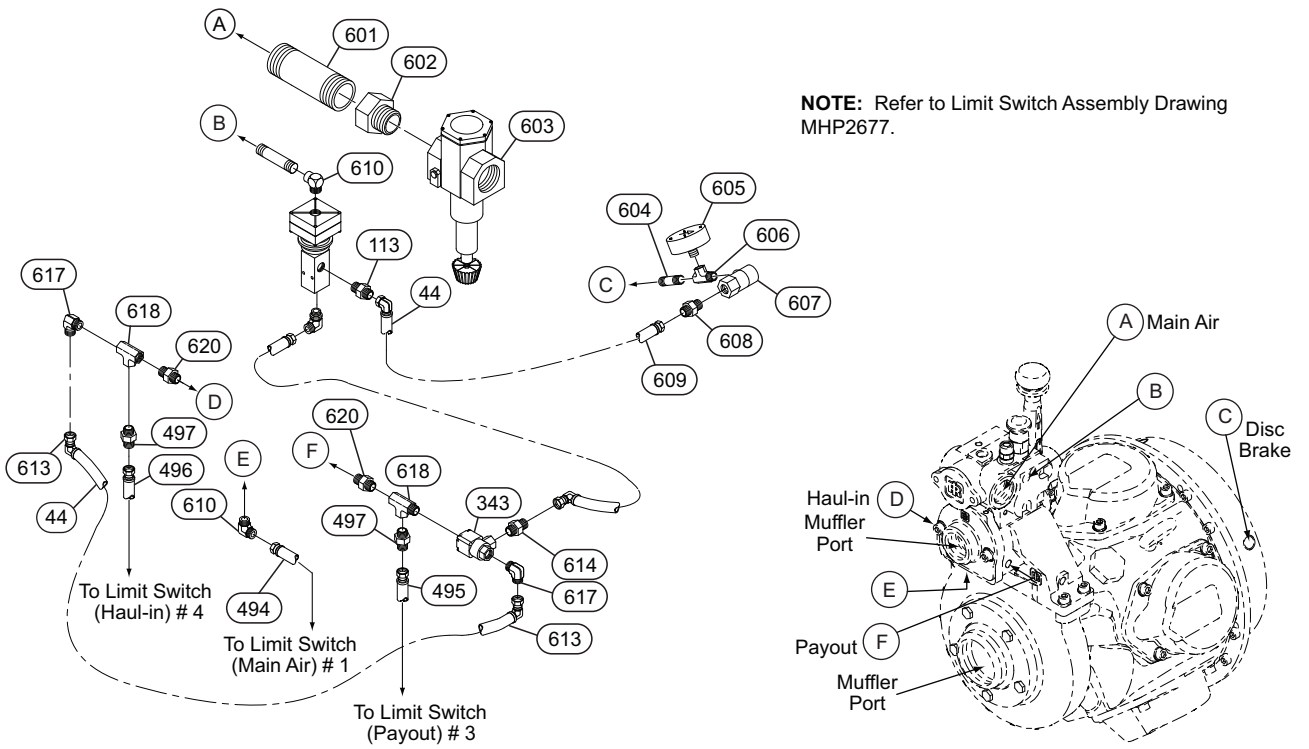 A
601
602
NOTE: Refer to Limit Switch Assembly Drawing
MHP2677.
B
603
610
605
604
606
113
C
617
44
607
618
A Main Air
608
620
609
B
D
C
Disc
Brake
620
497
F
E
618
613
496
Haul-in D
Muffler
Port
343
44
610
497
614
E
To Limit Switch
(Haul-in) # 4
494
495
617
613
To Limit Switch
(Main Air) # 1
Payout F
Muffler
Port
To Limit Switch
(Payout) # 3